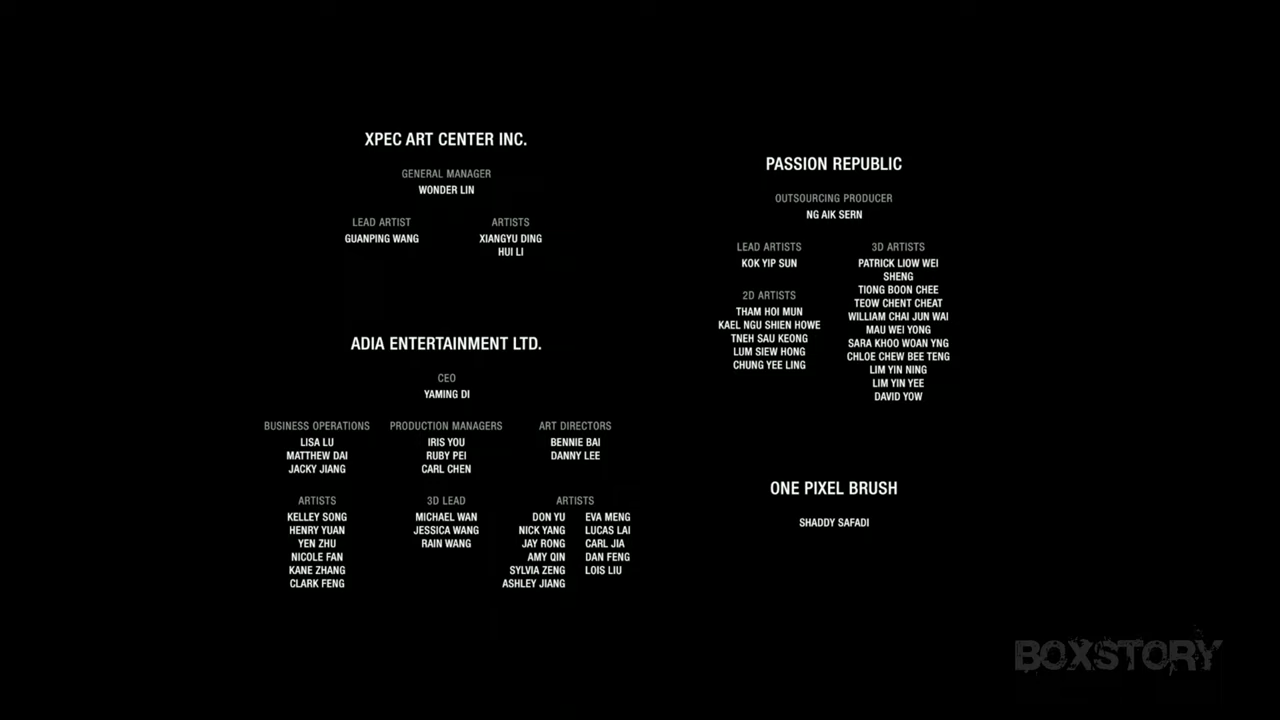 XPEC ART CENTER INC.
GENERAL MANAGER
WONDER LIN
LEAD ARTIST
GUANPING WANG
ARTISTS
XIANGYU DING
HUI LI
ADIA ENTERTAINMENT LTD.
CEO
YAMING DI
BUSINESS OPERATIONS
LISA LU
MATTHEW DAI
JACKY JIANG
PRODUCTION MANAGERS
IRIS YOU
RUBY PEI
CARL CHEN
ART DIRECTORS
BENNIE BAI
DANNY LEE
ARTISTS
KELLEY SONG
HENRY YUAN
YEN ZHU
NICOLE FAN
KANE ZHANG
CLARK FENG
3D LEAD
MICHAEL WAN
JESSICA WANG
RAIN WANG
ARTISTS
DON YU
NICK YANG
JAY RONG
AMY QIN
SYLVIA ZENG
ASHLEY JIANG
EVA MENG
LUCAS LAI
CARL JIA
DAN FENG
LOIS LIU
PASSION REPUBLIC
OUTSOURCING PRODUCER
NG AIK SERN
LEAD ARTISTS
KOK YIP SUN
2D ARTISTS
THAM HOI MUN
KAEL NGU SHIEN HOWE
TNEH SAU KEONG
LUM SIEW HONG
CHUNG YEE LING
3D ARTISTS
PATRICK LIOW WEI
SHENG
TIONG BOON CHEE
TEOW CHENT CHEAT
WILLIAM CHAI JUN WAI
MAU WEI YONG
SARA KHOO WOAN YNG
CHLOE CHEW BEE TENG
LIM YIN NING
LIM YIN YEE
DAVID YOW
ONE PIXEL BRUSH
SHADDY SAFADI
BOXSTORY